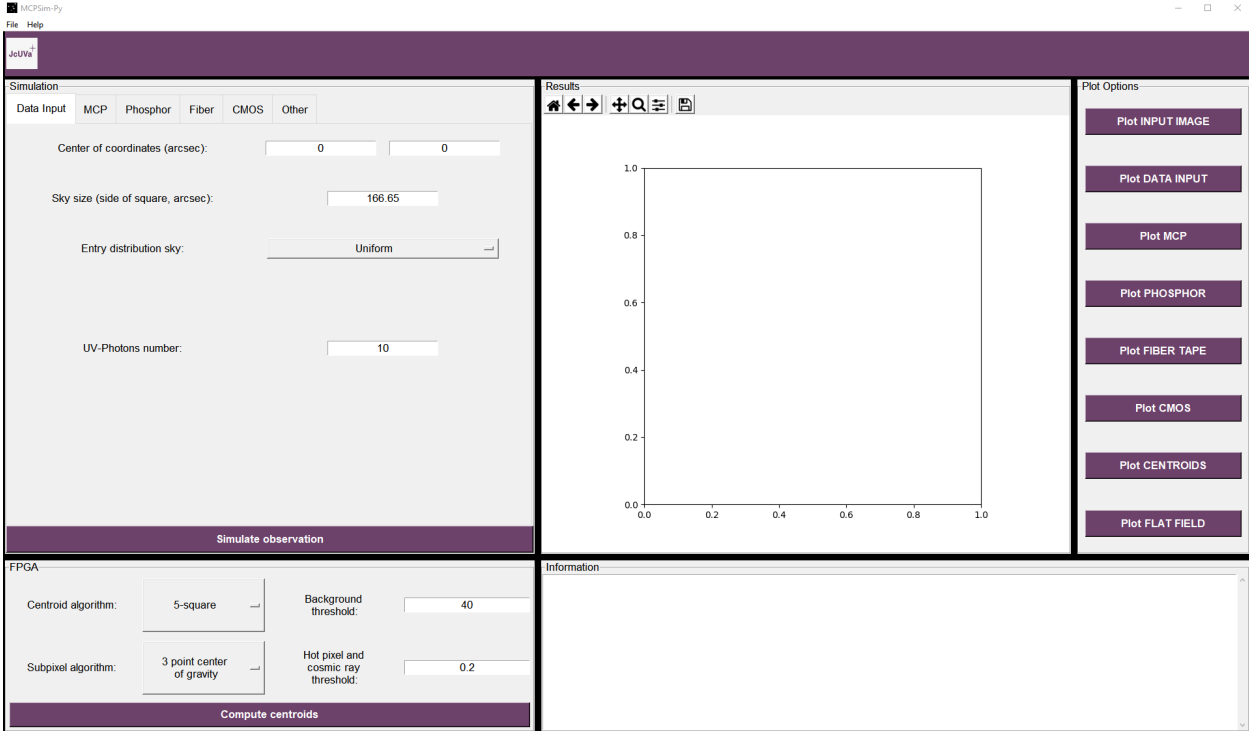 MCPSim-Py
File Help
JcUVa+
Simulation
Data Input MCP Phosphor Fiber CMOS Other
Center of coordinates (arcsec): 0 0
Sky size (side of square, arcsec): 166.65
Entry distribution sky: Uniform
UV-Photons number: 10
Simulate observation
Results
1.0
0.8
0.6
0.4
0.2
0.0
0.0 0.2 0.4 0.6 0.8 1.0
Plot Options
Plot INPUT IMAGE
Plot DATA INPUT
Plot MCP
Plot PHOSPHOR
Plot FIBER TAPE
Plot CMOS
Plot CENTROIDS
Plot FLAT FIELD
FPGA
Centroid algorithm: 5-square
Background
threshold:
40
Subpixel algorithm:
3 point center
of gravity
Hot pixel and
cosmic ray
threshold:
0.2
Compute centroids
Information